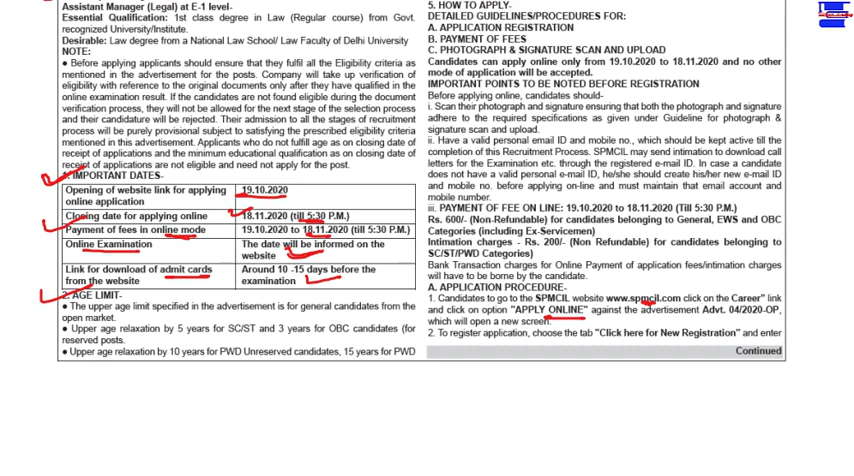 Assistant Manager (Legal) at E-1 level-
Essential Qualification: 1st class degree in Law (Regular course) from Govt.
recognized University/Institute.
Desirable: Law degree from a National Law School/ Law Faculty of Delhi University
NOTE:
● Before applying applicants should ensure that they fulfil all the Eligibility criteria as
mentioned in the advertisement for the posts. Company will take up verification of
eligibility with reference to the original documents only after they have qualified in the
online examination result. If the candidates are not found eligible during the document
verification process, they will not be allowed for the next stage of the selection process
and their candidature will be rejected. Their admission to all the stages of recruitment
process will be purely provisional subject to satisfying the prescribed eligibility criteria
mentioned in this advertisement. Applicants who do not fulfill age as on closing date of
receipt of applications and the minimum educational qualification as on closing date of
receipt of applications are not eligible and need not apply for the post.
1. IMPORTANT DATES-
Opening of website link for applying online application 19.10.2020
Closing date for applying online 18.11.2020 (till 5:30 P.M.)
Payment of fees in online mode 19.10.2020 to 18.11.2020 (till 5:30 P.M.)
Online Examination The date will be informed on the website
Link for download of admit cards from the website Around 10 -15 days before the examination
2. AGE LIMIT-
● The upper age limit specified in the advertisement is for general candidates from the
open market.
● Upper age relaxation by 5 years for SC/ST and 3 years for OBC candidates (for
reserved posts.
● Upper age relaxation by 10 years for PWD Unreserved candidates, 15 years for PWD
5. HOW TO APPLY-
DETAILED GUIDELINES/PROCEDURES FOR:
A. APPLICATION REGISTRATION
B. PAYMENT OF FEES
C. PHOTOGRAPH & SIGNATURE SCAN AND UPLOAD
Candidates can apply online only from 19.10.2020 to 18.11.2020 and no other
mode of application will be accepted.
IMPORTANT POINTS TO BE NOTED BEFORE REGISTRATION
Before applying online, candidates should-
i. Scan their photograph and signature ensuring that both the photograph and signature
adhere to the required specifications as given under Guideline for photograph &
signature scan and upload.
ii. Have a valid personal email ID and mobile no., which should be kept active till the
completion of this Recruitment Process. SPMCIL may send intimation to download call
letters for the Examination etc. through the registered e-mail ID. In case a candidate
does not have a valid personal e-mail ID, he/she should create his/her new e-mail ID
and mobile no. before applying on-line and must maintain that email account and
mobile number.
iii. PAYMENT OF FEE ON LINE: 19.10.2020 to 18.11.2020 (Till 5:30 P.M.)
Rs. 600/- (Non-Refundable) for candidates belonging to General, EWS and OBC
Categories (including Ex-Servicemen)
Intimation charges - Rs. 200/- (Non Refundable) for candidates belonging to
SC/ST/PWD Categories)
Bank Transaction charges for Online Payment of application fees/intimation charges
will have to be borne by the candidate.
A. APPLICATION PROCEDURE-
1. Candidates to go to the SPMCIL website www.spmcil.com click on the Career" link
and click on option "APPLY ONLINE" against the advertisement Advt. 04/2020-OP,
which will open a new screen.
2. To register application, choose the tab "Click here for New Registration" and enter
Continued